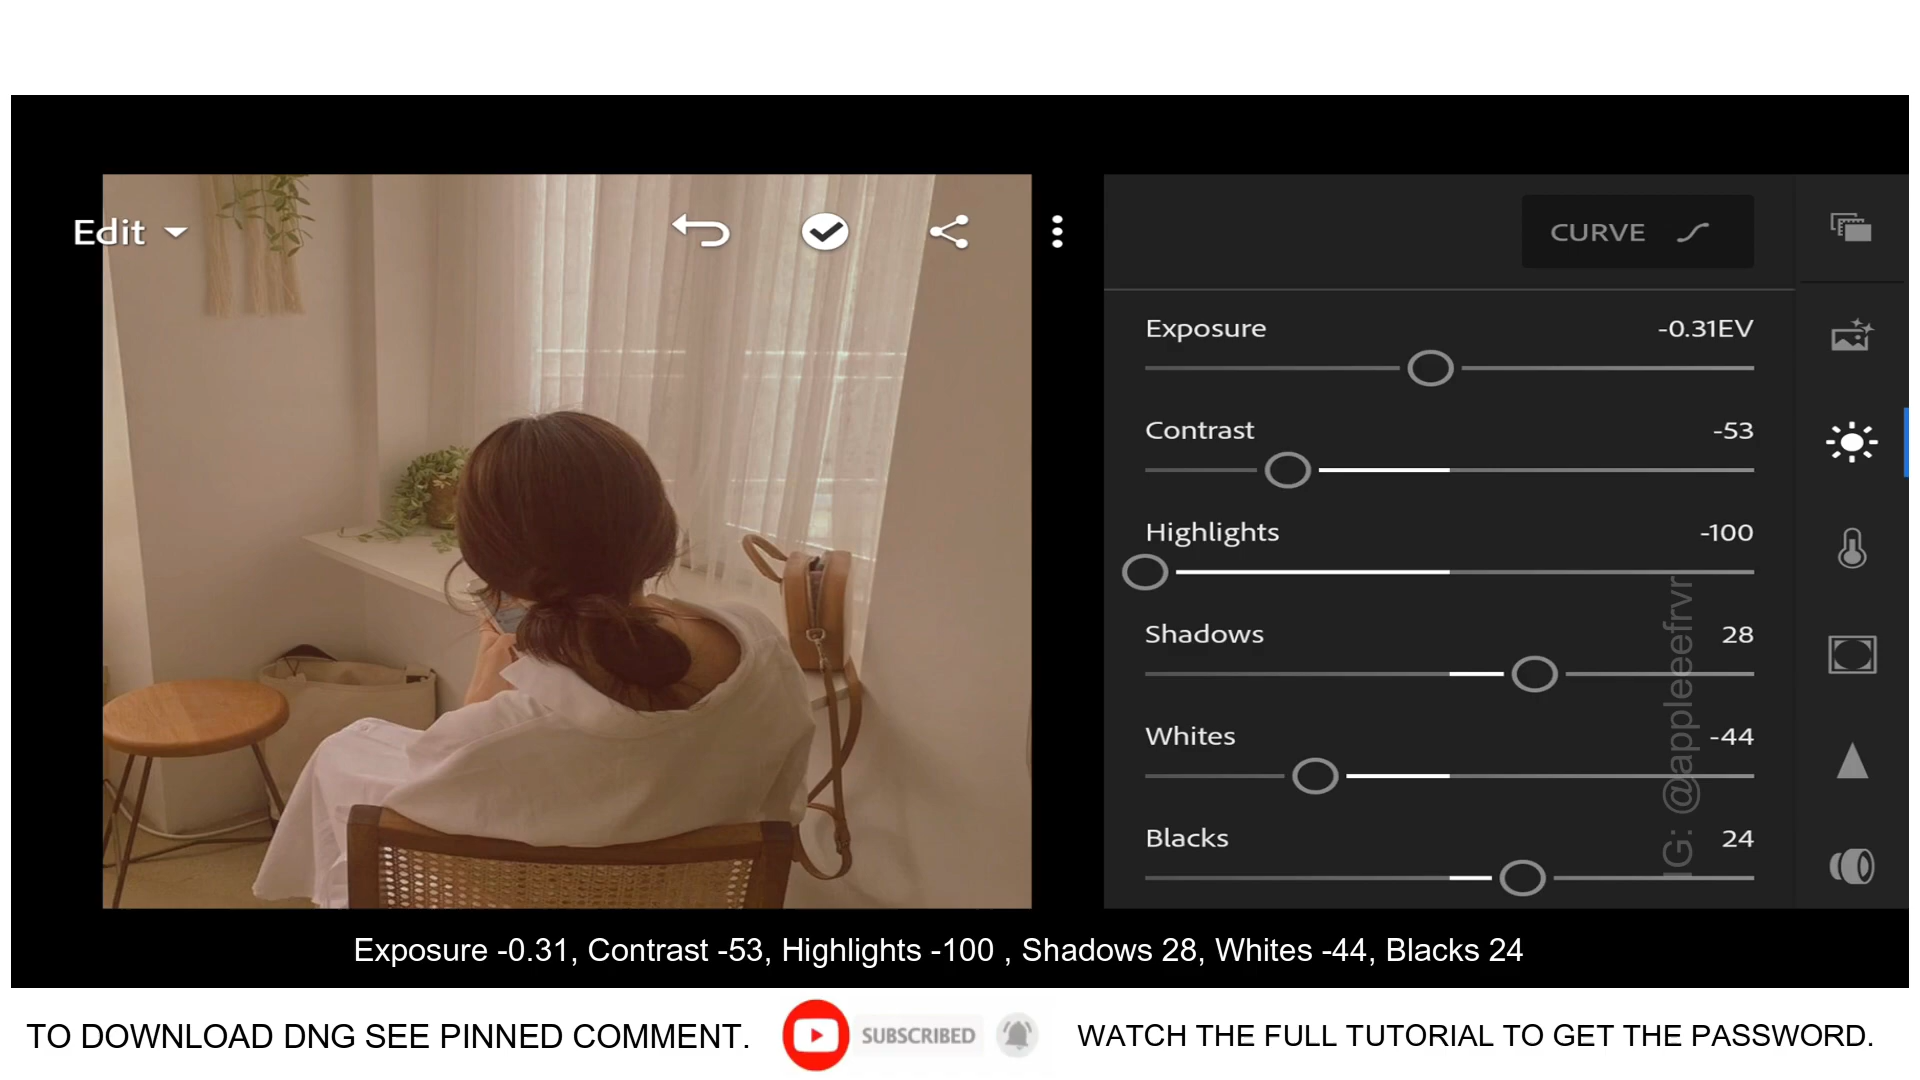 Edit
CURVE
Exposure -0.31EV
Contrast -53
Highlights -100
Shadows 28
Whites -44
Blacks 24
IG: @appleeefrvr
Exposure -0.31, Contrast -53, Highlights -100 , Shadows 28, Whites -44, Blacks 24
TO DOWNLOAD DNG SEE PINNED COMMENT.
SUBSCRIBED
WATCH THE FULL TUTORIAL TO GET THE PASSWORD.